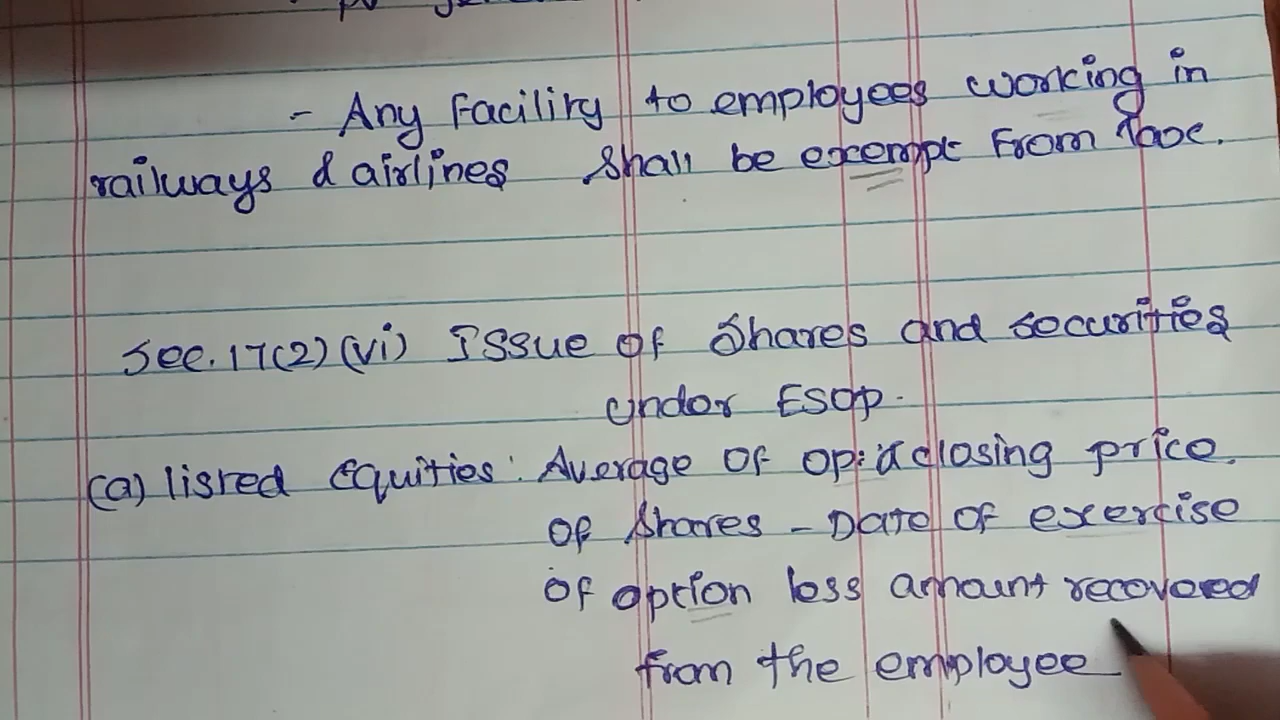 - Any Facility to employees working in
railways & airlines shall be exempt From Tax.
Sec. 17(2)(vi) Issue of Shares and securities
under ESOP.
(a) listed Equities: Average of op: & closing price.
of shares - Date of exercise
of option less amount recovered
from the employee